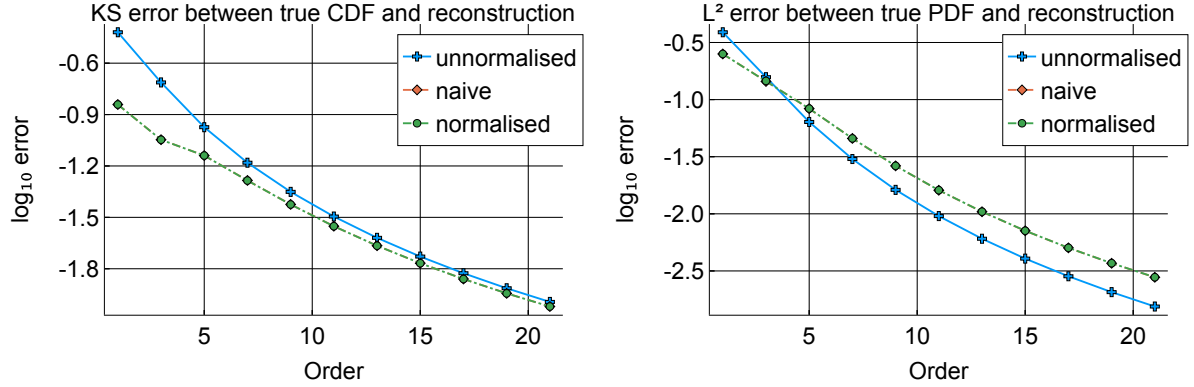 KS error between true CDF and reconstruction
-0.6
-0.9
-1.2
-1.5
-1.8
log₁₀ error
5
10
15
20
Order
unnormalised
naive
normalised
L² error between true PDF and reconstruction
-0.5
-1.0
-1.5
-2.0
-2.5
log₁₀ error
5
10
15
20
Order
unnormalised
naive
normalised